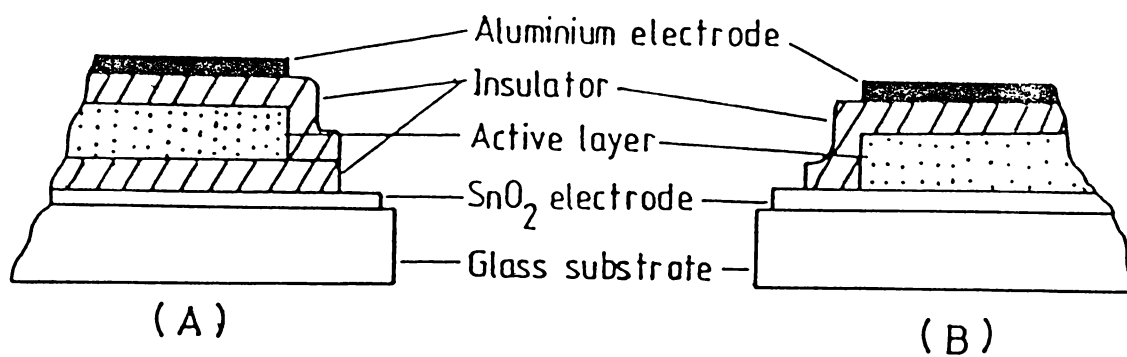 Aluminium electrode
Insulator
Active layer
SnO₂ electrode
Glass substrate
(A)
(B)